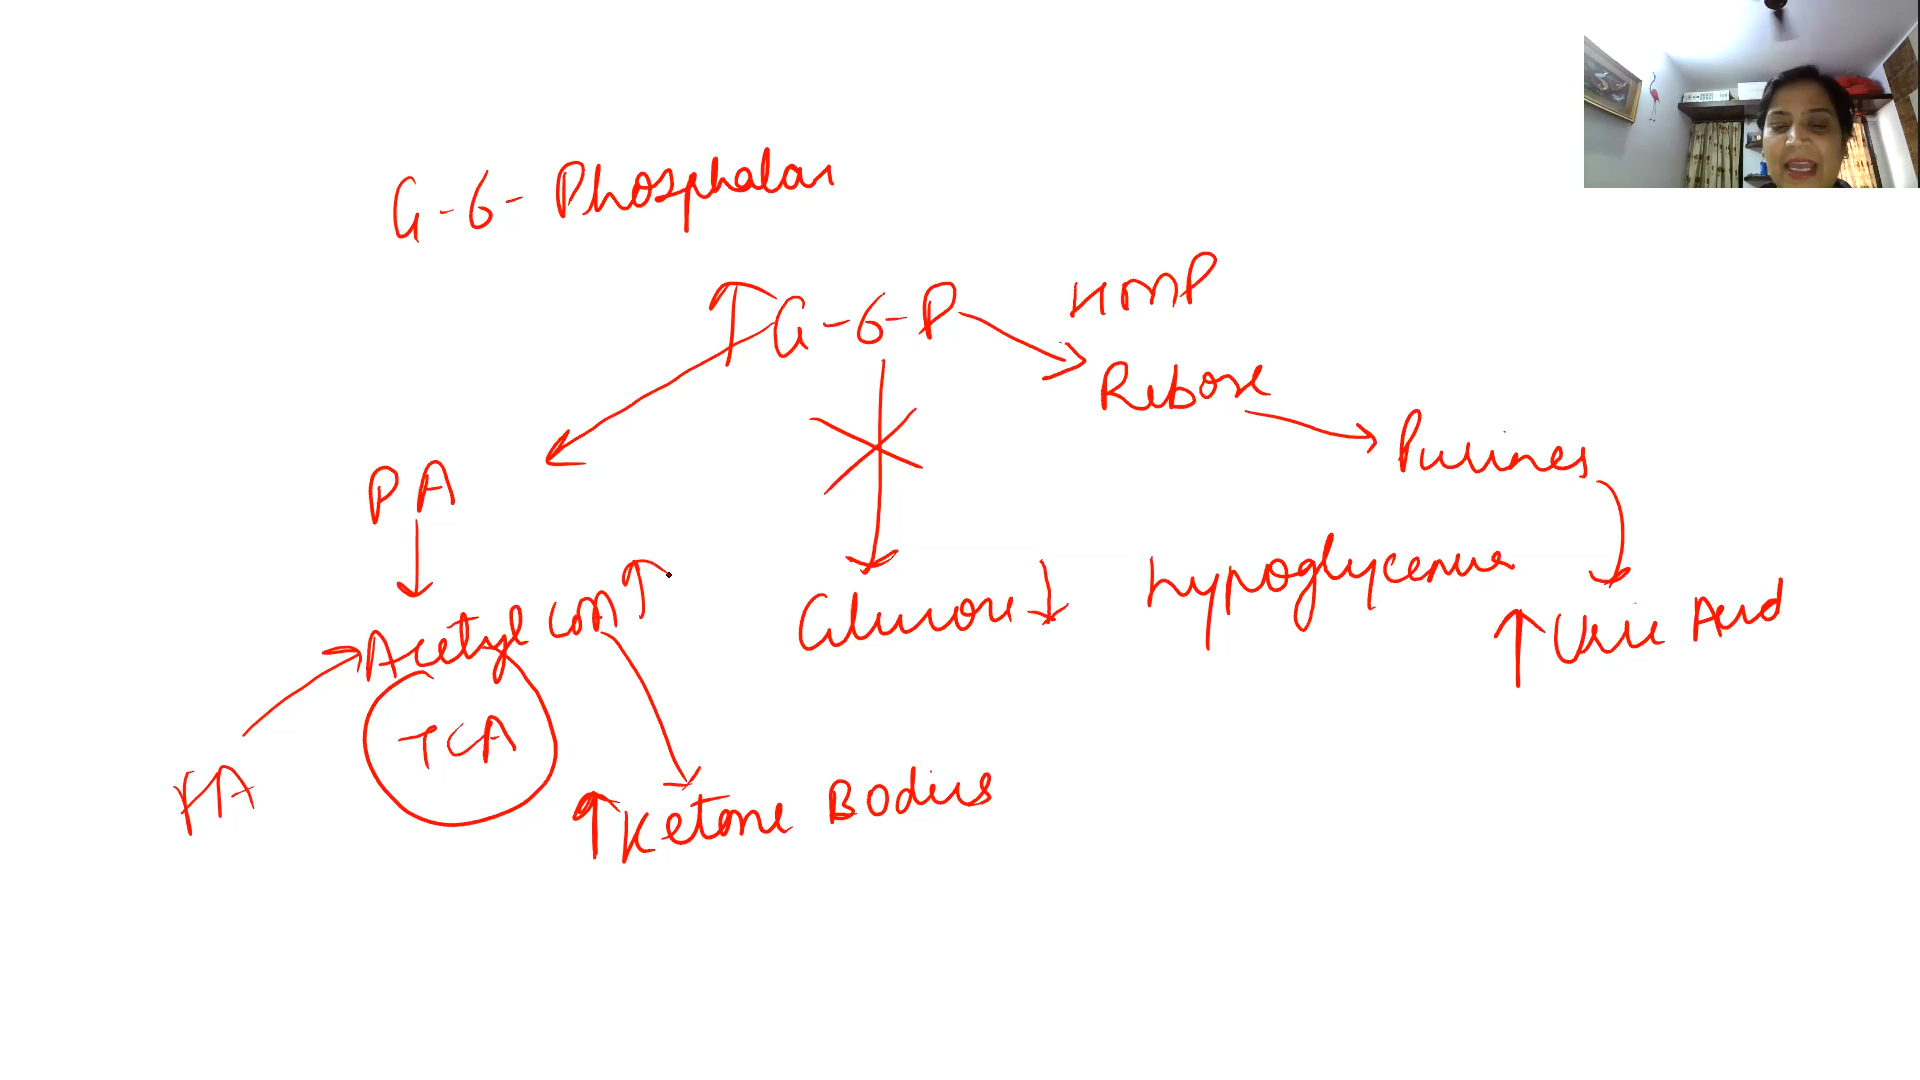 G-6-Phosphatase
↑G-6-P
HMP
Ribose
Purines
PA
Acetyl CoA ↑
Glucose ↓
hypoglycemia
↑ Uric Acid
TCA
FA
↑ Ketone Bodies